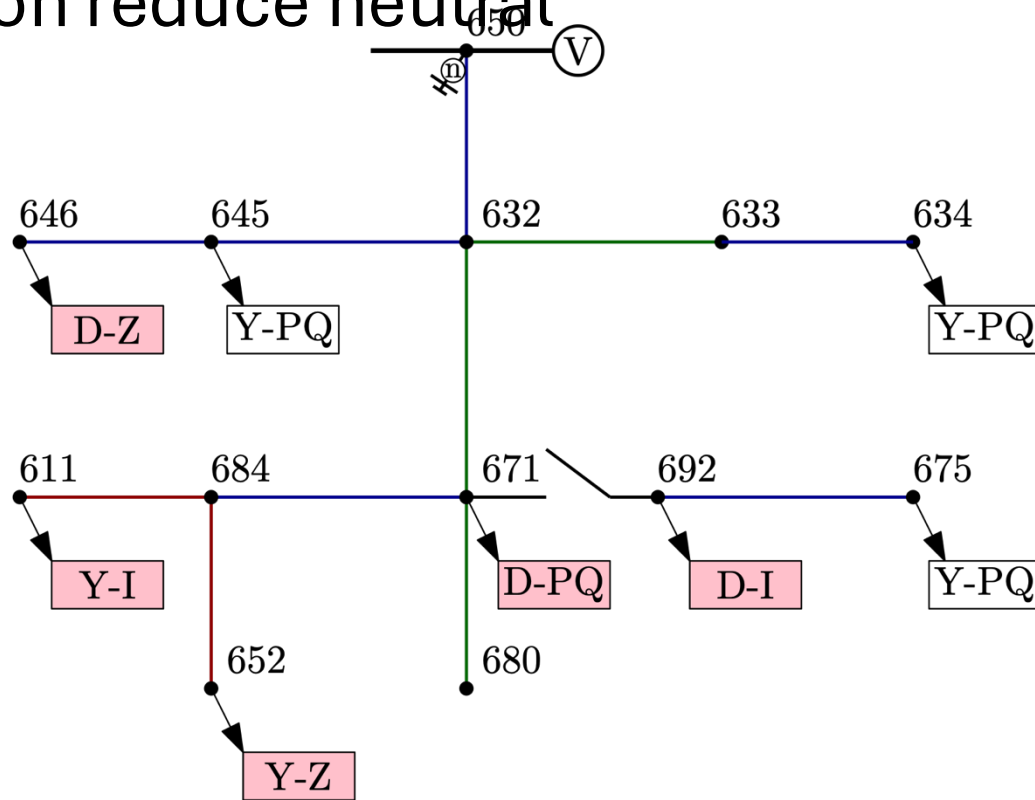 on reduce neutral
650
V
n
646 645 632 633 634
D-Z Y-PQ Y-PQ
611 684 671 692 675
Y-I D-PQ D-I Y-PQ
652 680
Y-Z